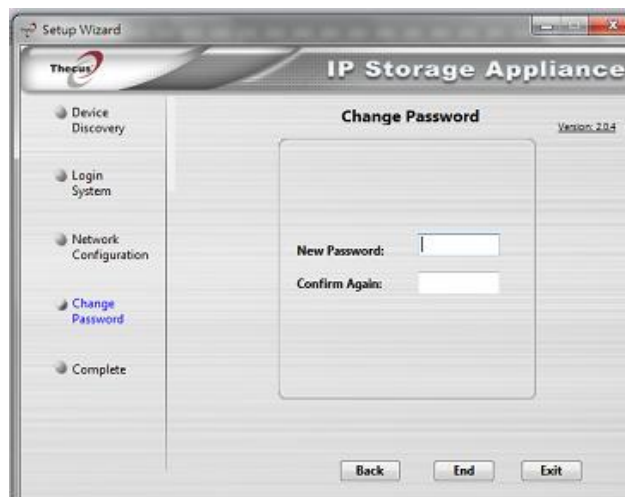 Setup Wizard
Thecus
IP Storage Appliance
Device
Discovery
Login
System
Network
Configuration
Change
Password
Complete
Change Password
Version: 2.0.4
New Password:
Confirm Again:
Back
End
Exit